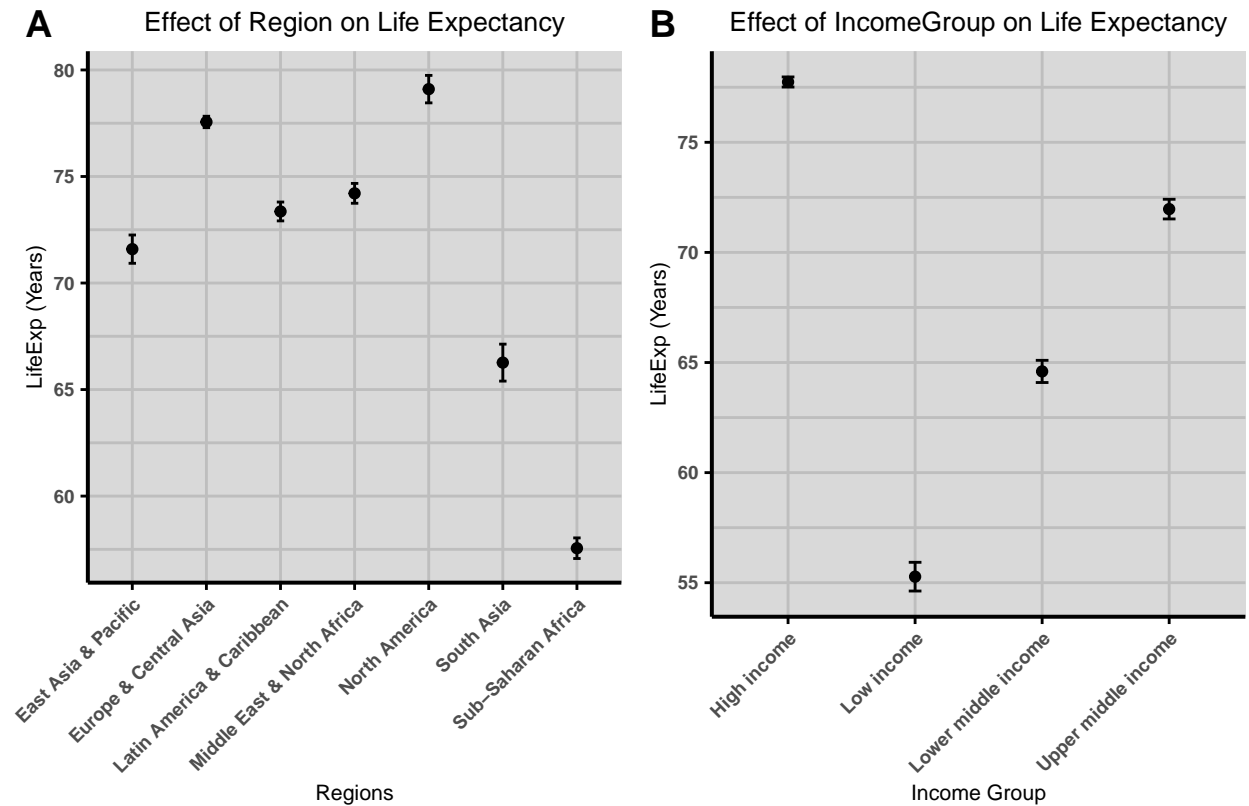 A
Effect of Region on Life Expectancy
80
75
70
65
60
LifeExp (Years)
East Asia & Pacific
Europe & Central Asia
Latin America & Caribbean
Middle East & North Africa
North America
South Asia
Sub−Saharan Africa
Regions
B
Effect of IncomeGroup on Life Expectancy
75
70
65
60
55
LifeExp (Years)
High income
Low income
Lower middle income
Upper middle income
Income Group